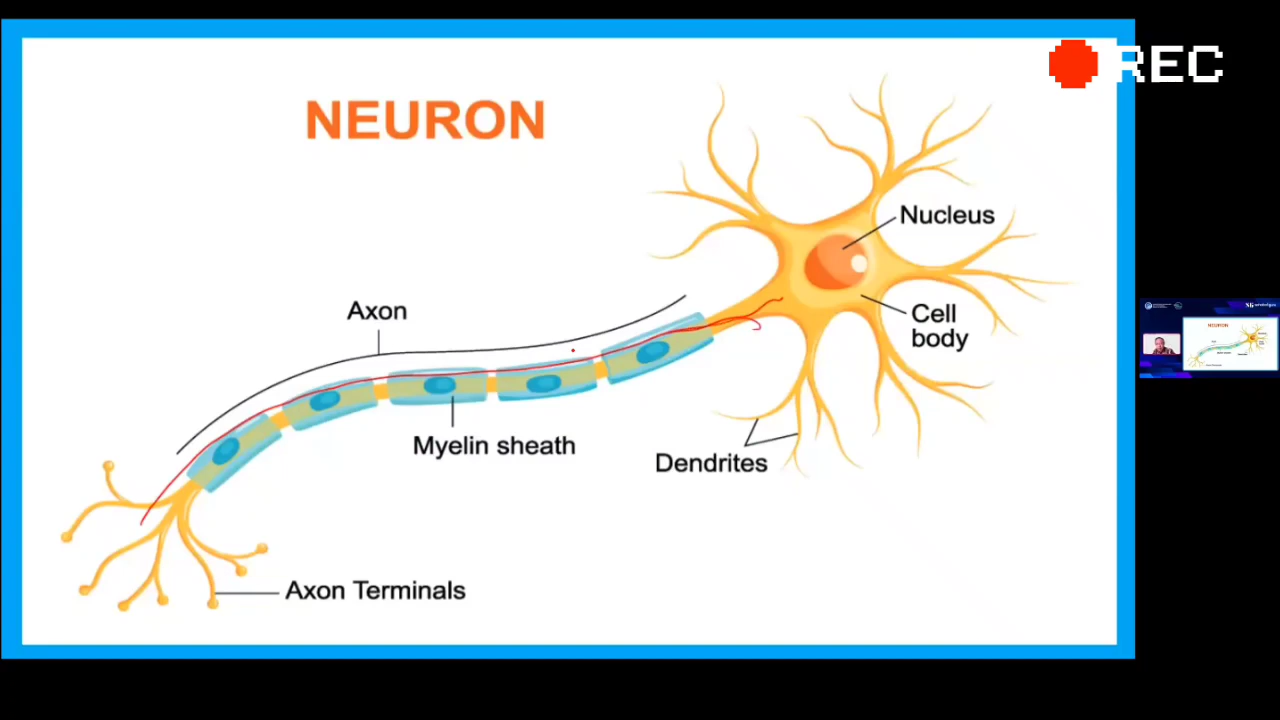 REC
NEURON
Nucleus
Axon
Cell
body
Myelin sheath
Dendrites
Axon Terminals